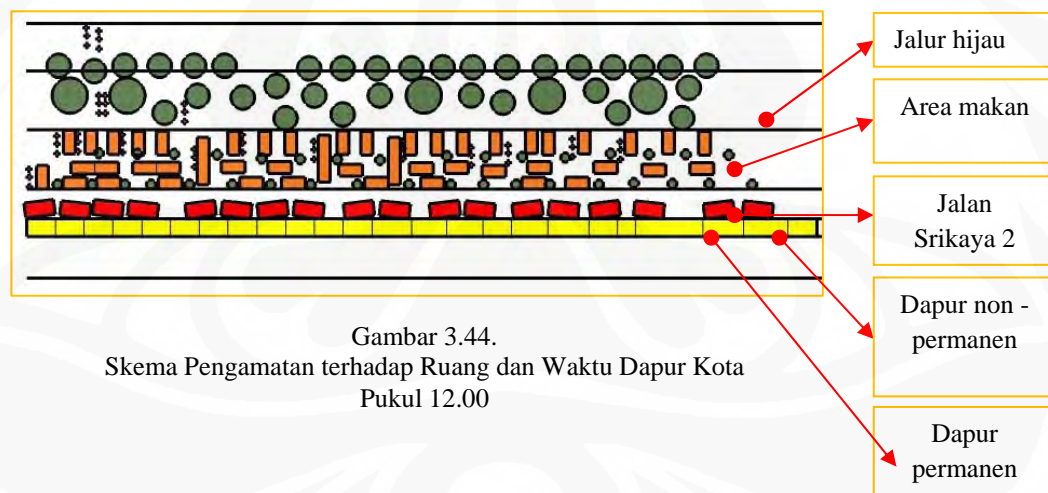 Jalur hijau
Area makan
Jalan
Srikaya 2
Dapur non -
permanen
Dapur
permanen
Gambar 3.44.
Skema Pengamatan terhadap Ruang dan Waktu Dapur Kota
Pukul 12.00